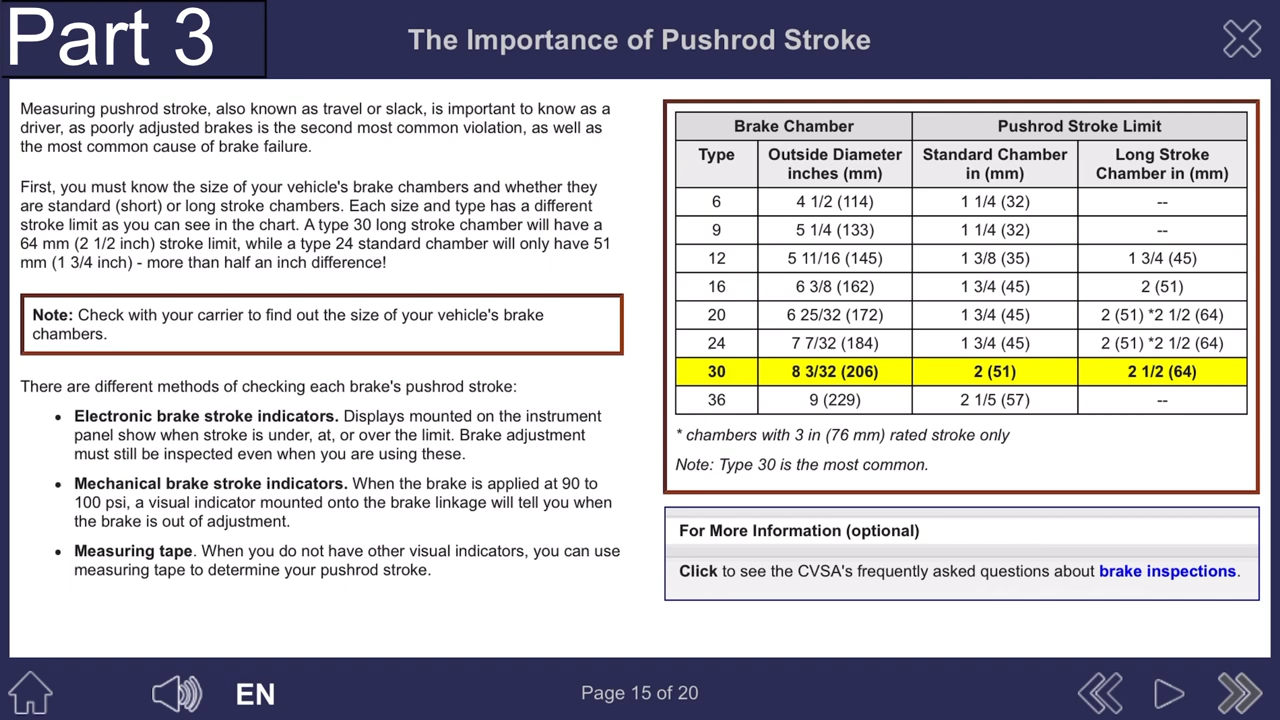 Part 3
The Importance of Pushrod Stroke
Measuring pushrod stroke, also known as travel or slack, is important to know as a
driver, as poorly adjusted brakes is the second most common violation, as well as
the most common cause of brake failure.
First, you must know the size of your vehicle's brake chambers and whether they
are standard (short) or long stroke chambers. Each size and type has a different
stroke limit as you can see in the chart. A type 30 long stroke chamber will have a
64 mm (2 1/2 inch) stroke limit, while a type 24 standard chamber will only have 51
mm (1 3/4 inch) - more than half an inch difference!
Note: Check with your carrier to find out the size of your vehicle's brake
chambers.
There are different methods of checking each brake's pushrod stroke:
• Electronic brake stroke indicators. Displays mounted on the instrument
panel show when stroke is under, at, or over the limit. Brake adjustment
must still be inspected even when you are using these.
• Mechanical brake stroke indicators. When the brake is applied at 90 to
100 psi, a visual indicator mounted onto the brake linkage will tell you when
the brake is out of adjustment.
• Measuring tape. When you do not have other visual indicators, you can use
measuring tape to determine your pushrod stroke.
Brake Chamber Pushrod Stroke Limit
Type Outside Diameter Standard Chamber Long Stroke
inches (mm) in (mm) Chamber in (mm)
6 4 1/2 (114) 1 1/4 (32) --
9 5 1/4 (133) 1 1/4 (32) --
12 5 11/16 (145) 1 3/8 (35) 1 3/4 (45)
16 6 3/8 (162) 1 3/4 (45) 2 (51)
20 6 25/32 (172) 1 3/4 (45) 2 (51) *2 1/2 (64)
24 7 7/32 (184) 1 3/4 (45) 2 (51) *2 1/2 (64)
30 8 3/32 (206) 2 (51) 2 1/2 (64)
36 9 (229) 2 1/5 (57) --
* chambers with 3 in (76 mm) rated stroke only
Note: Type 30 is the most common.
For More Information (optional)
Click to see the CVSA's frequently asked questions about brake inspections.
EN
Page 15 of 20